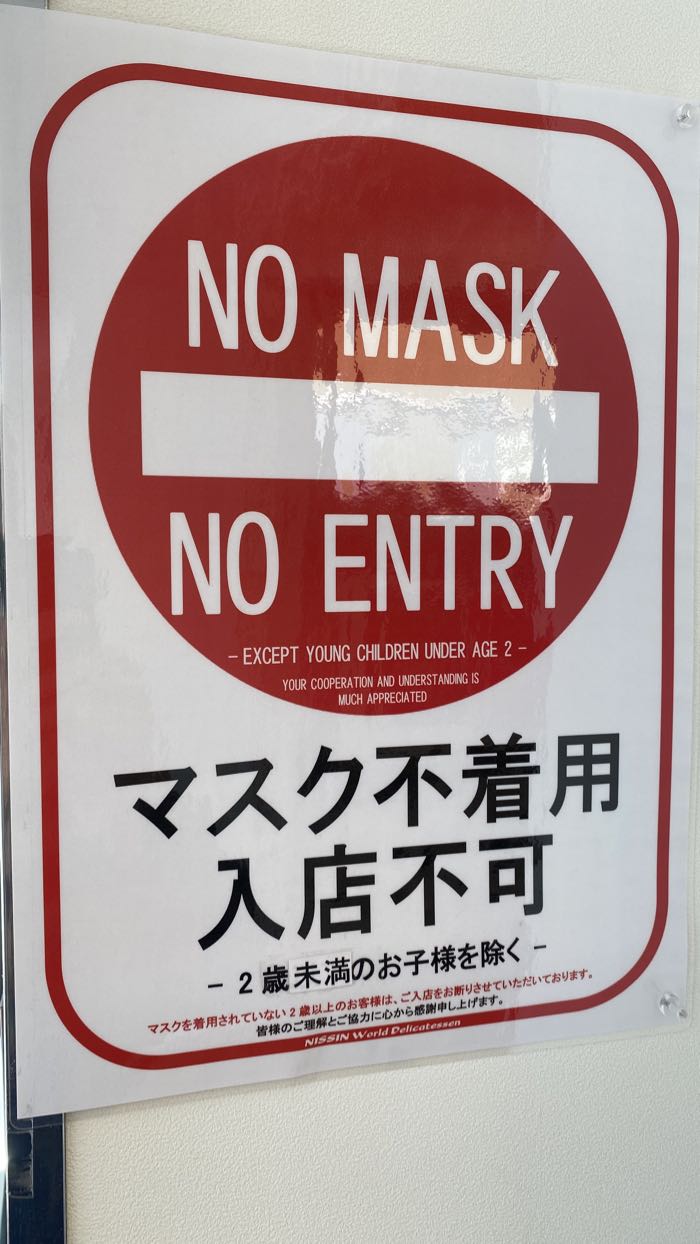 NO MASK
NO ENTRY
– EXCEPT YOUNG CHILDREN UNDER AGE 2 –
YOUR COOPERATION AND UNDERSTANDING IS
MUCH APPRECIATED
マスク不着用
入店不可
– 2歳未満のお子様を除く –
マスクを着用されていない2歳以上のお客様は、ご入店をお断りさせていただいております。
皆様のご理解とご協力に心から感謝申し上げます。
NISSIN World Delicatessen